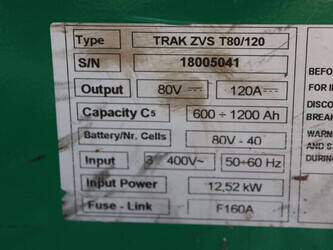 Type TRAK ZVS T80/120
S/N 18005041
Output 80V⎓ 120A⎓
Capacity C5 600 ÷ 1200 Ah
Battery/Nr. Cells 80V - 40
Input 3 400V~ 50÷60 Hz
Input Power 12,52 kW
Fuse - Link F160A
BEFO
FOR I
DISCO
BREAK
WARN
AND S
DURIN